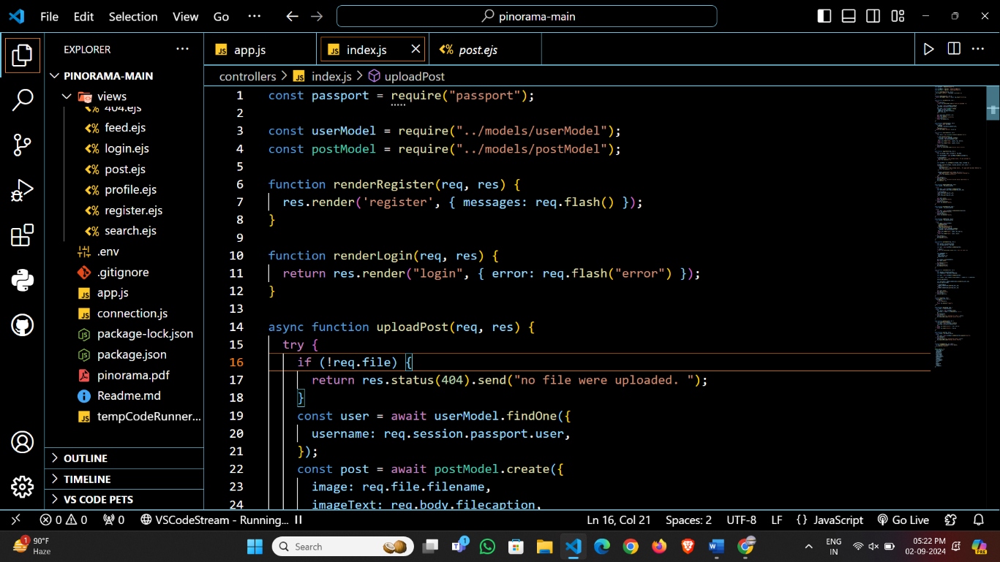 File Edit Selection View Go ··· pinorama-main
EXPLORER ···
PINORAMA-MAIN
views
404.ejs
feed.ejs
login.ejs
post.ejs
profile.ejs
register.ejs
search.ejs
.env
.gitignore
app.js
connection.js
package-lock.json
package.json
pinorama.pdf
Readme.md
tempCodeRunner...
OUTLINE
TIMELINE
VS CODE PETS
JS app.js JS index.js post.ejs
controllers > JS index.js > uploadPost
1 const passport = require("passport");
2
3 const userModel = require("../models/userModel");
4 const postModel = require("../models/postModel");
5
6 function renderRegister(req, res) {
7 res.render('register', { messages: req.flash() });
8 }
9
10 function renderLogin(req, res) {
11 return res.render("login", { error: req.flash("error") });
12 }
13
14 async function uploadPost(req, res) {
15 try {
16 if (!req.file) {
17 return res.status(404).send("no file were uploaded. ");
18 }
19 const user = await userModel.findOne({
20 username: req.session.passport.user,
21 });
22 const post = await postModel.create({
23 image: req.file.filename,
24 imageText: req.body.filecaption,
0 0 0 VSCodeStream - Running... Ln 16, Col 21 Spaces: 2 UTF-8 LF {} JavaScript Go Live
1 90°F
Haze
Search
1
PRE
ENG
IN
05:22 PM
02-09-2024